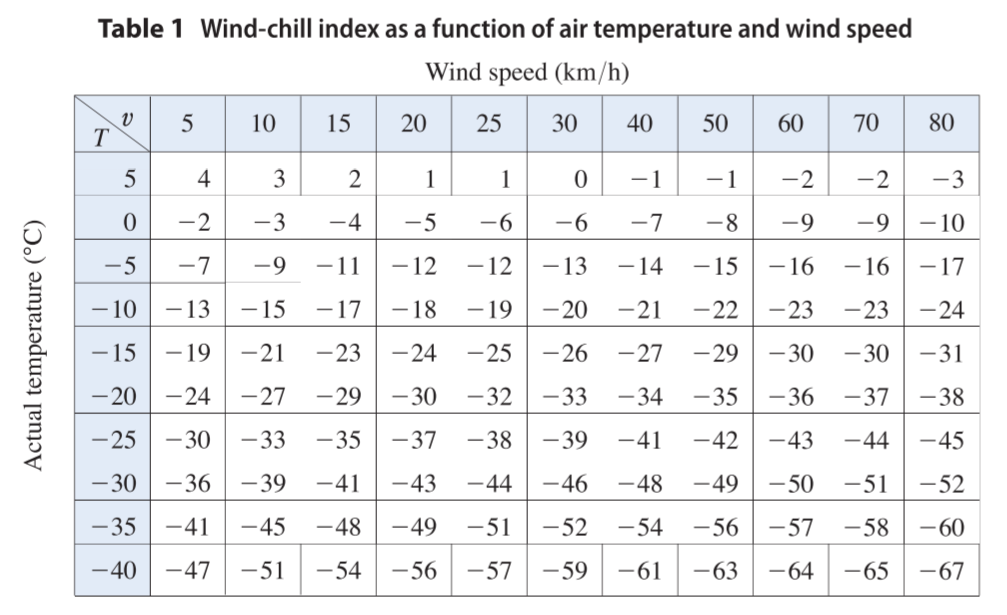 Table 1 Wind-chill index as a function of air temperature and wind speed
Wind speed (km/h)
T v 5 10 15 20 25 30 40 50 60 70 80
5 4 3 2 1 1 0 −1 −1 −2 −2 −3
0 −2 −3 −4 −5 −6 −6 −7 −8 −9 −9 −10
−5 −7 −9 −11 −12 −12 −13 −14 −15 −16 −16 −17
−10 −13 −15 −17 −18 −19 −20 −21 −22 −23 −23 −24
−15 −19 −21 −23 −24 −25 −26 −27 −29 −30 −30 −31
−20 −24 −27 −29 −30 −32 −33 −34 −35 −36 −37 −38
−25 −30 −33 −35 −37 −38 −39 −41 −42 −43 −44 −45
−30 −36 −39 −41 −43 −44 −46 −48 −49 −50 −51 −52
−35 −41 −45 −48 −49 −51 −52 −54 −56 −57 −58 −60
−40 −47 −51 −54 −56 −57 −59 −61 −63 −64 −65 −67
Actual temperature (°C)